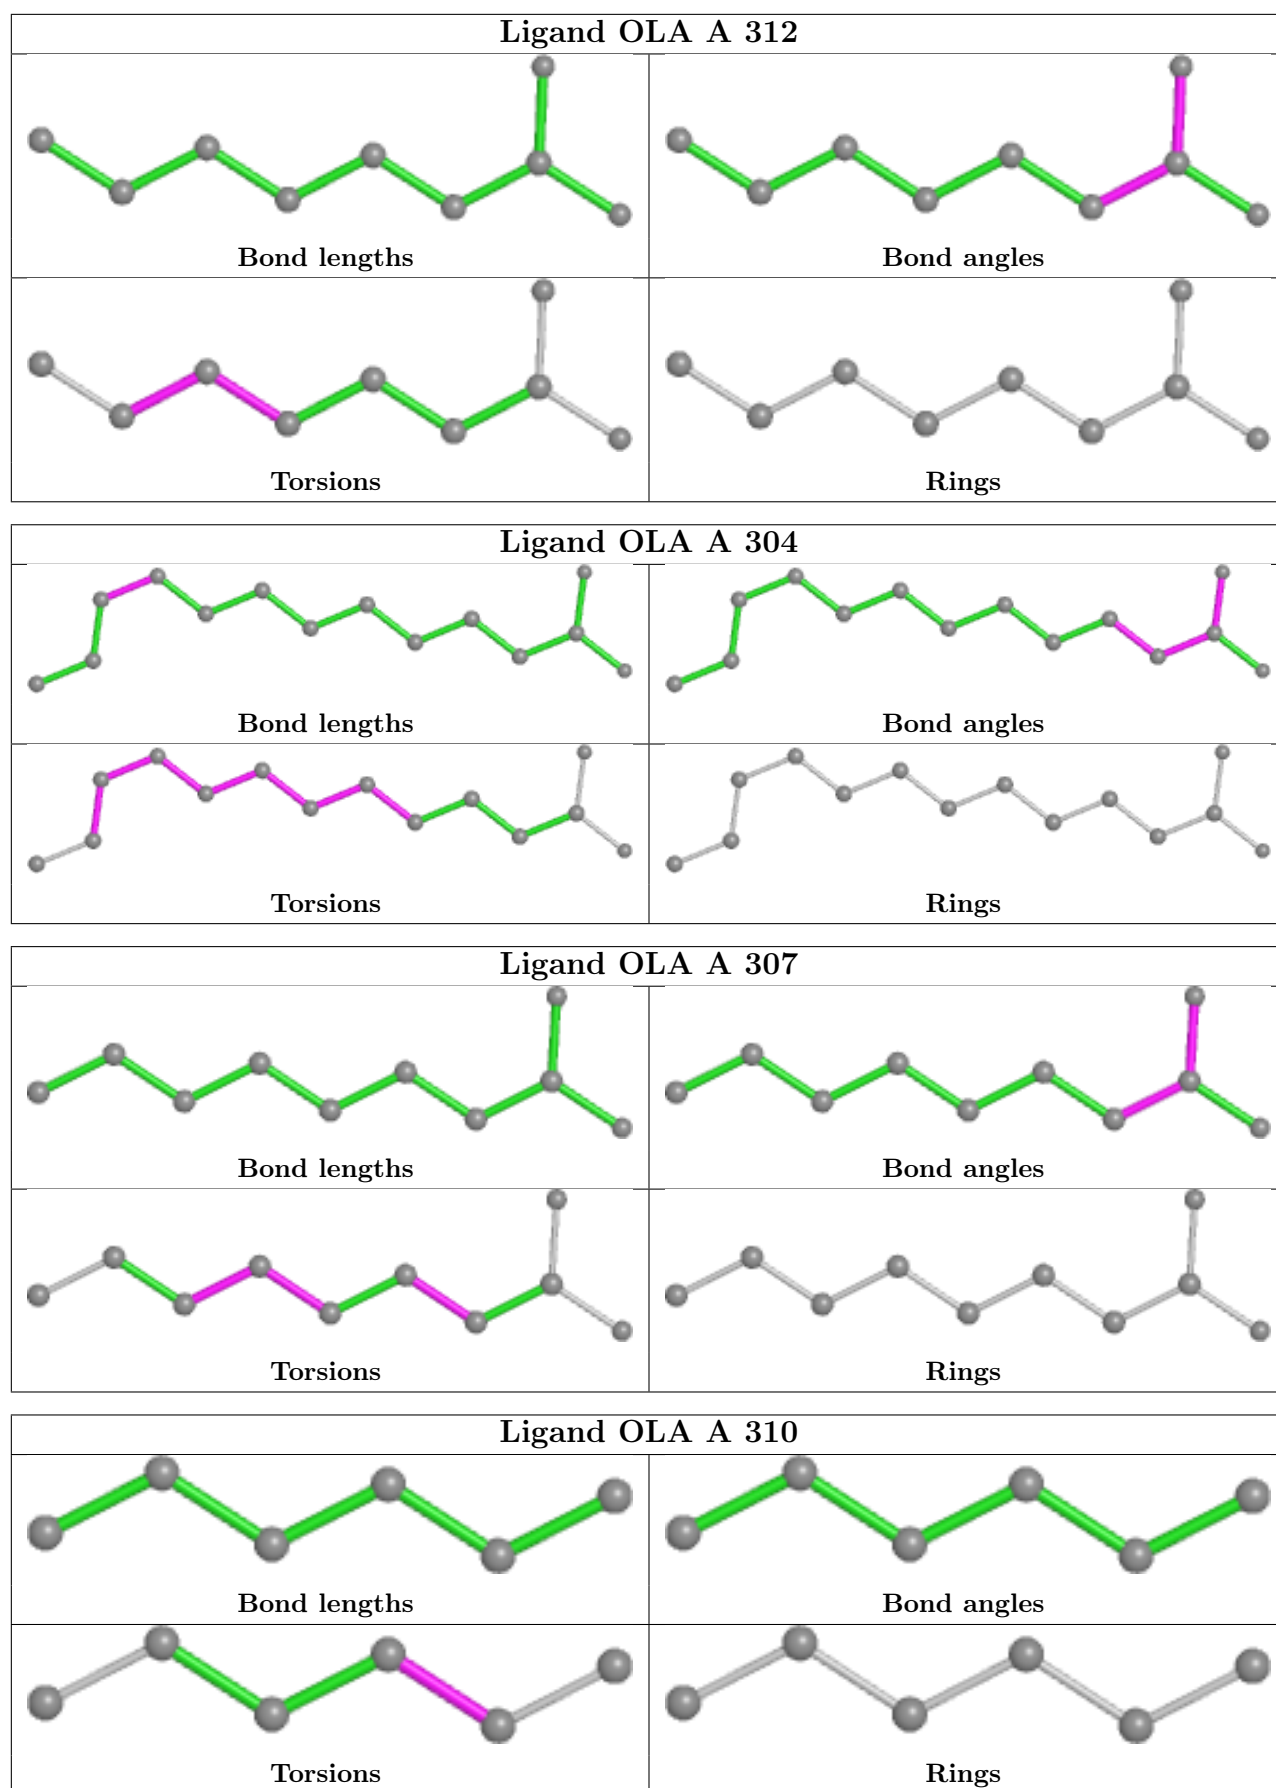 Ligand OLA A 312
Bond lengths
Bond angles
Torsions
Rings
Ligand OLA A 304
Bond lengths
Bond angles
Torsions
Rings
Ligand OLA A 307
Bond lengths
Bond angles
Torsions
Rings
Ligand OLA A 310
Bond lengths
Bond angles
Torsions
Rings